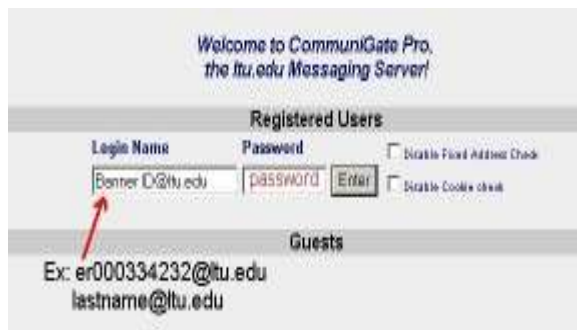 Welcome to CommuniGate Pro,
the ltu.edu Messaging Server!
Registered Users
Login Name Password
Disable Fixed Address Check
Banner ID@ltu.edu password Enter
Disable Cookie check
Guests
Ex: er000334232@ltu.edu
lastname@ltu.edu